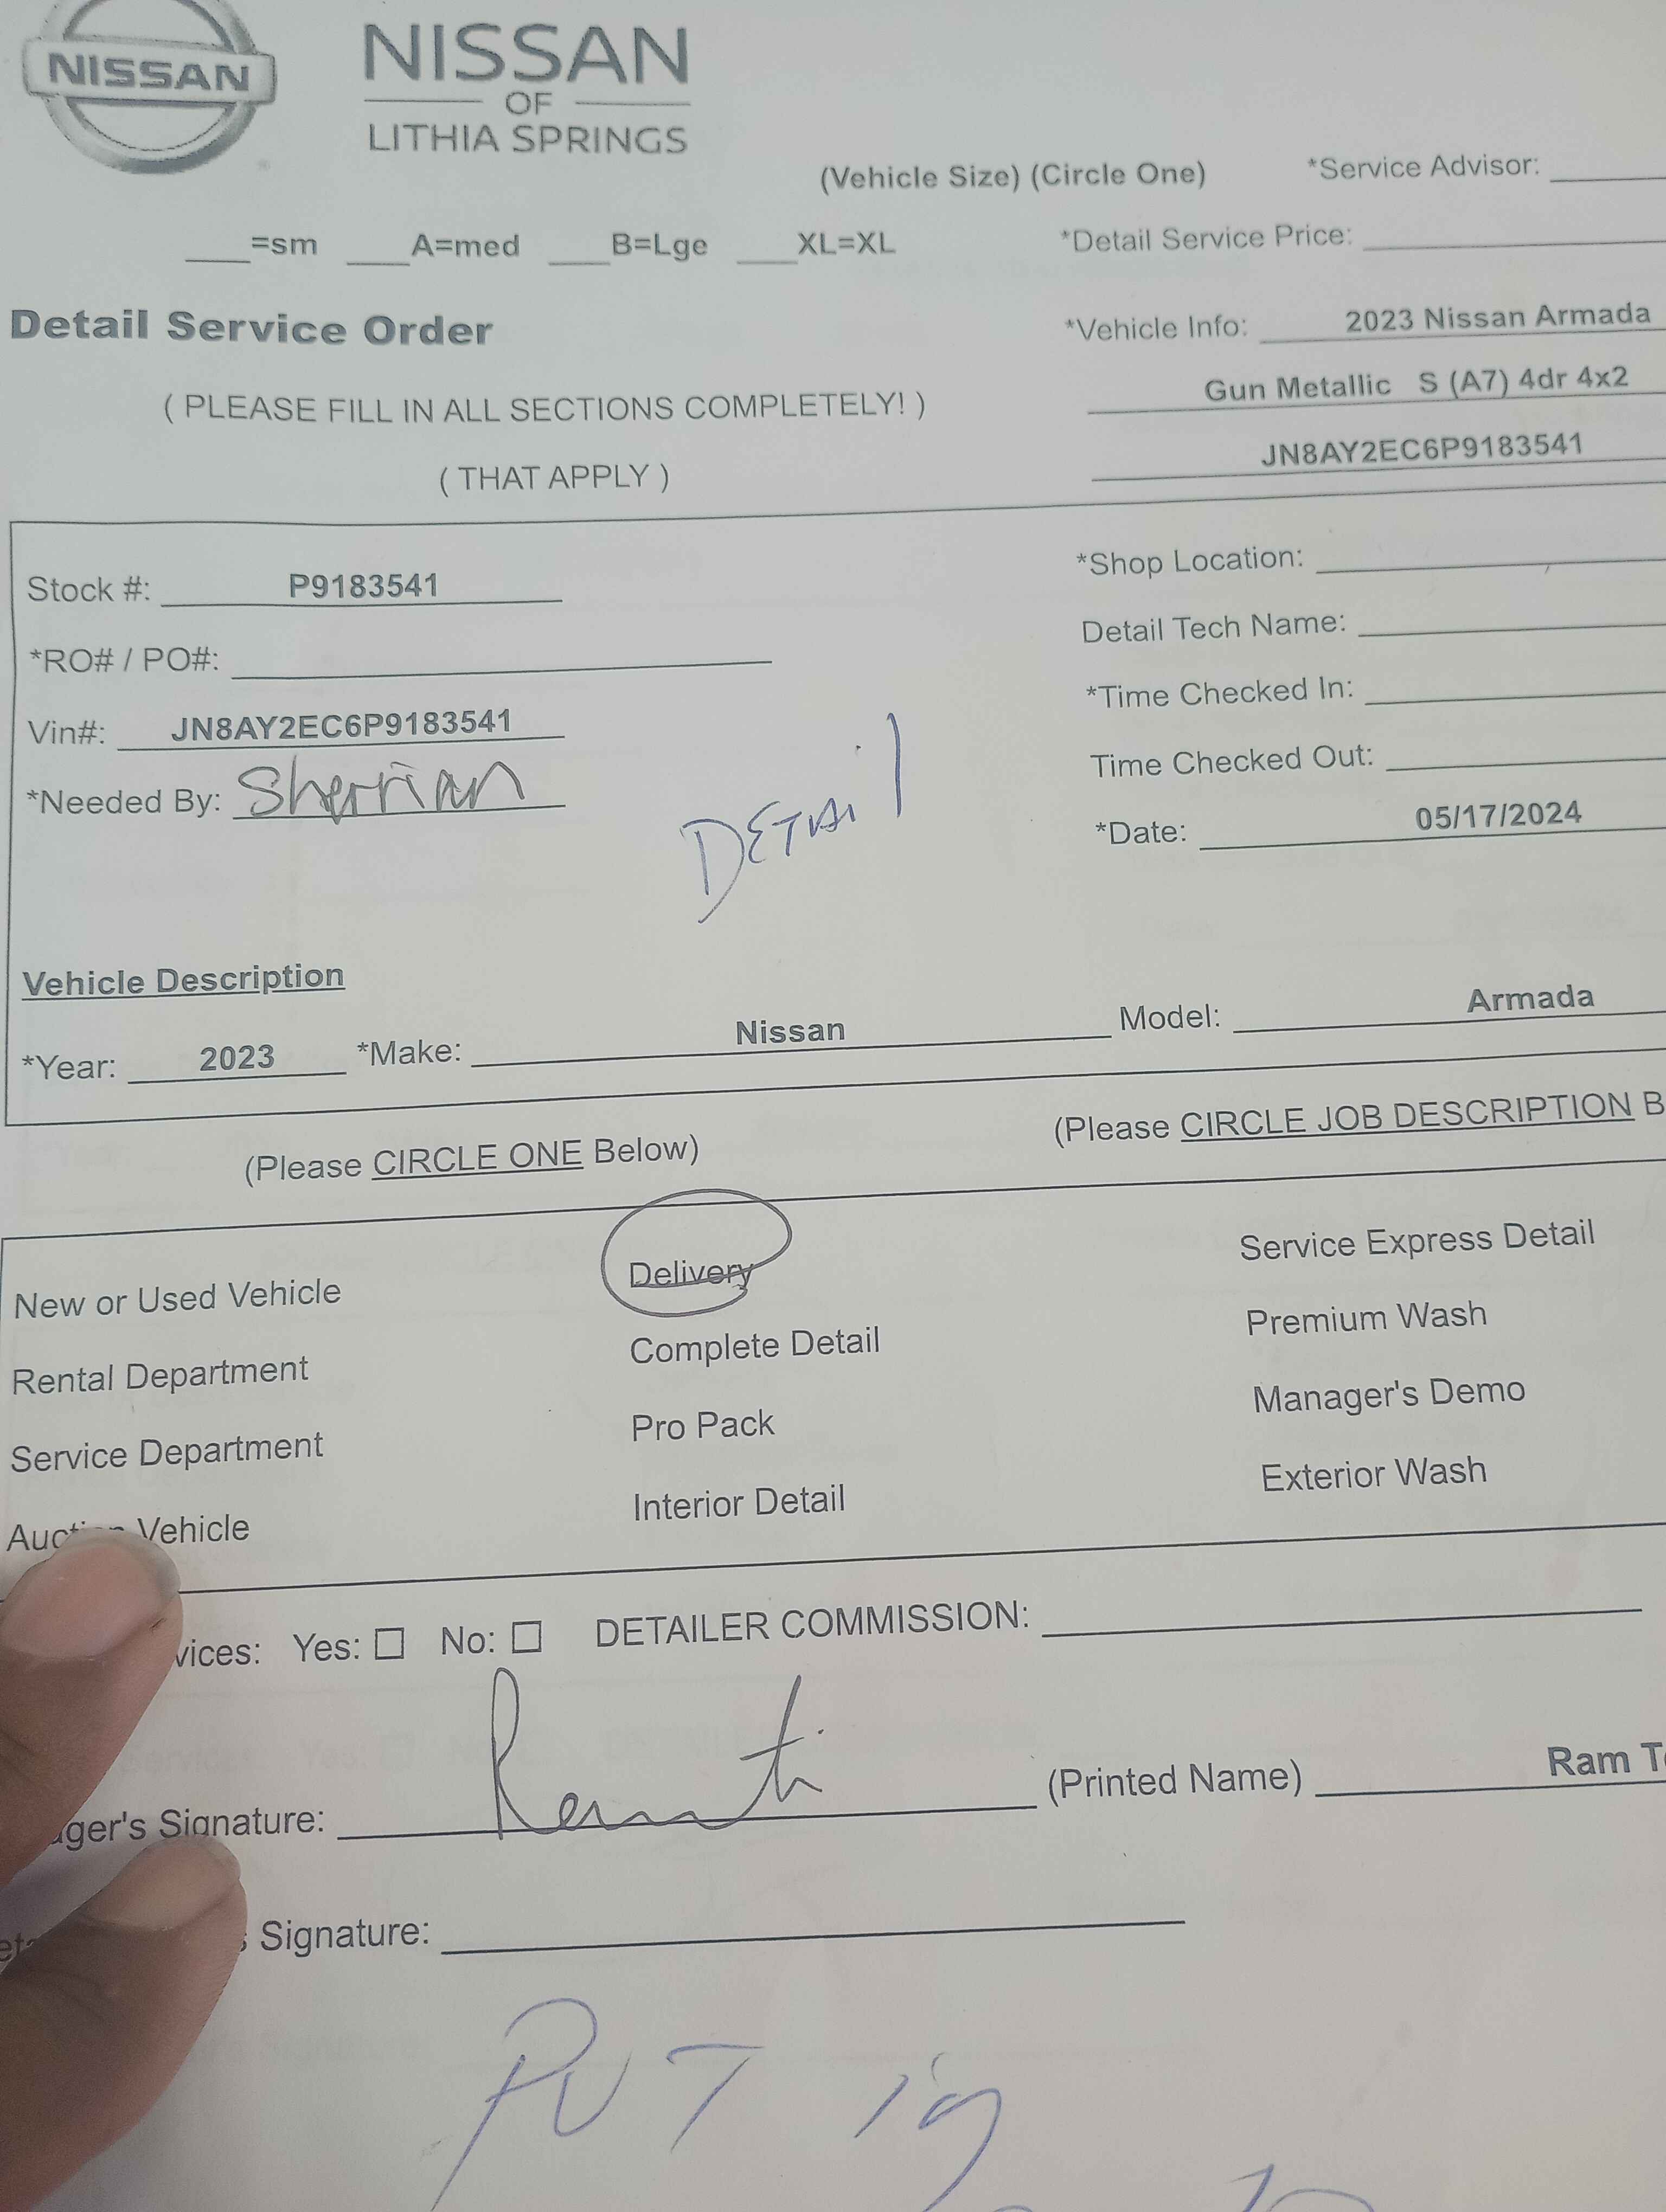 NISSAN
NISSAN
OF
LITHIA SPRINGS
(Vehicle Size) (Circle One) *Service Advisor:
=sm A=med B=Lge XL=XL *Detail Service Price:
Detail Service Order
*Vehicle Info: 2023 Nissan Armada
( PLEASE FILL IN ALL SECTIONS COMPLETELY! )
Gun Metallic S (A7) 4dr 4x2
( THAT APPLY )
JN8AY2EC6P9183541
Stock #: P9183541
*Shop Location:
*RO# / PO#:
Detail Tech Name:
Vin#: JN8AY2EC6P9183541
*Time Checked In:
*Needed By: Sherrian
Time Checked Out:
DETAil
*Date: 05/17/2024
Vehicle Description
*Year: 2023 *Make: Nissan Model: Armada
(Please CIRCLE ONE Below) (Please CIRCLE JOB DESCRIPTION B
New or Used Vehicle Delivery Service Express Detail
Rental Department Complete Detail Premium Wash
Service Department Pro Pack Manager's Demo
Vehicle Interior Detail Exterior Wash
vices: Yes: No: DETAILER COMMISSION:
ger's Signature: (Printed Name) Ram T
Signature:
PUT in